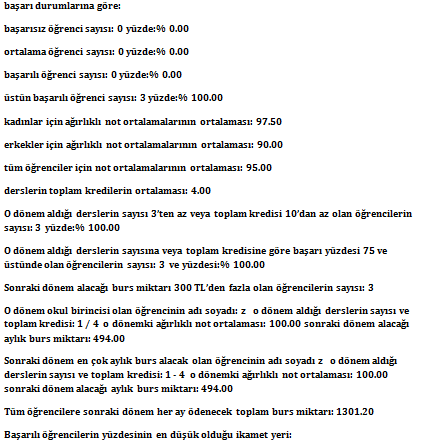 başarı durumlarına göre:
başarısız öğrenci sayısı: 0 yüzde:% 0.00
ortalama öğrenci sayısı: 0 yüzde:% 0.00
başarılı öğrenci sayısı: 0 yüzde:% 0.00
üstün başarılı öğrenci sayısı: 3 yüzde:% 100.00
kadınlar için ağırlıklı not ortalamalarının ortalaması: 97.50
erkekler için ağırlıklı not ortalamalarının ortalaması: 90.00
tüm öğrenciler için not ortalamalarının ortalaması: 95.00
derslerin toplam kredilerin ortalaması: 4.00
O dönem aldığı derslerin sayısı 3'ten az veya toplam kredisi 10'dan az olan öğrencilerin
sayısı: 3 yüzde:% 100.00
O dönem aldığı derslerin sayısına veya toplam kredisine göre başarı yüzdesi 75 ve
üstünde olan öğrencilerin sayısı: 3 ve yüzdesi:% 100.00
Sonraki dönem alacağı burs miktarı 300 TL'den fazla olan öğrencilerin sayısı: 3
O dönem okul birincisi olan öğrencinin adı soyadı: z o dönem aldığı derslerin sayısı ve
toplam kredisi: 1 / 4 o dönemki ağırlıklı not ortalaması: 100.00 sonraki dönem alacağı
aylık burs miktarı: 494.00
Sonraki dönem en çok aylık burs alacak olan öğrencinin adı soyadı z o dönem aldığı
derslerin sayısı ve toplam kredisi: 1 - 4 o dönemki ağırlıklı not ortalaması: 100.00
sonraki dönem alacağı aylık burs miktarı: 494.00
Tüm öğrencilere sonraki dönem her ay ödenecek toplam burs miktarı: 1301.20
Başarılı öğrencilerin yüzdesinin en düşük olduğu ikamet yeri: